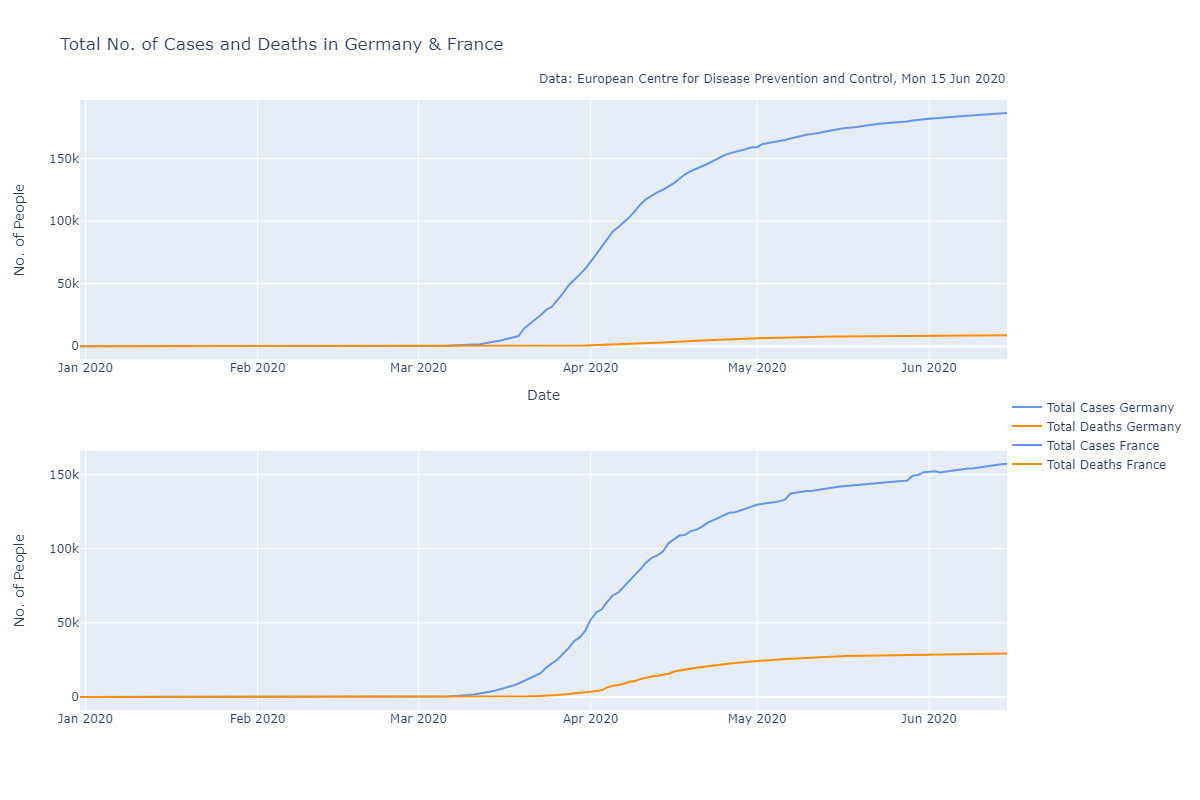 Total No. of Cases and Deaths in Germany & France
Data: European Centre for Disease Prevention and Control, Mon 15 Jun 2020
No. of People
150k
100k
50k
0
Jan 2020 Feb 2020 Mar 2020 Apr 2020 May 2020 Jun 2020
Date
Total Cases Germany
Total Deaths Germany
Total Cases France
Total Deaths France
No. of People
150k
100k
50k
0
Jan 2020 Feb 2020 Mar 2020 Apr 2020 May 2020 Jun 2020